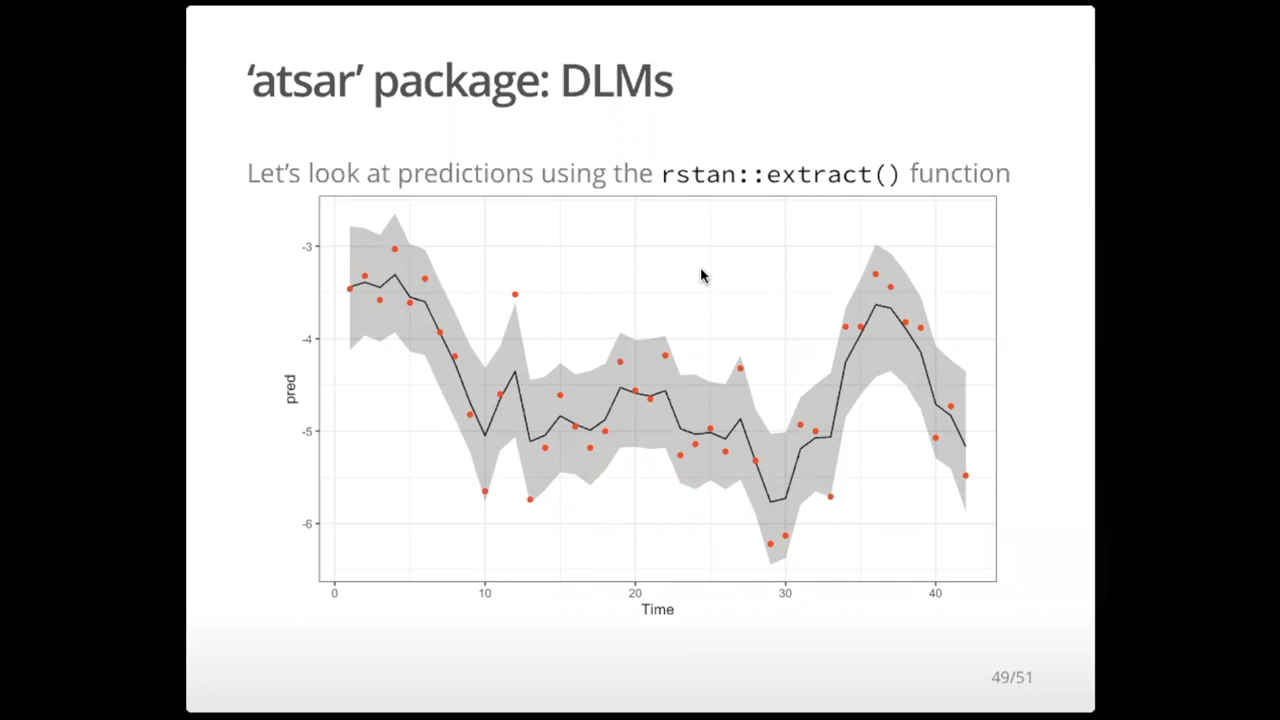 ‘atsar’ package: DLMs
Let’s look at predictions using the rstan::extract() function
-3
-4
-5
-6
pred
0 10 20 30 40
Time
49/51